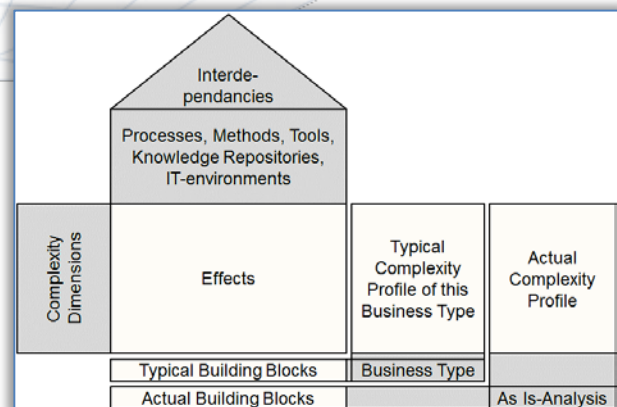 Interde-
pendancies
Processes, Methods, Tools,
Knowledge Repositories,
IT-environments
Complexity
Dimensions
Effects
Typical
Complexity
Profile of this
Business Type
Actual
Complexity
Profile
Typical Building Blocks
Business Type
Actual Building Blocks
As Is-Analysis